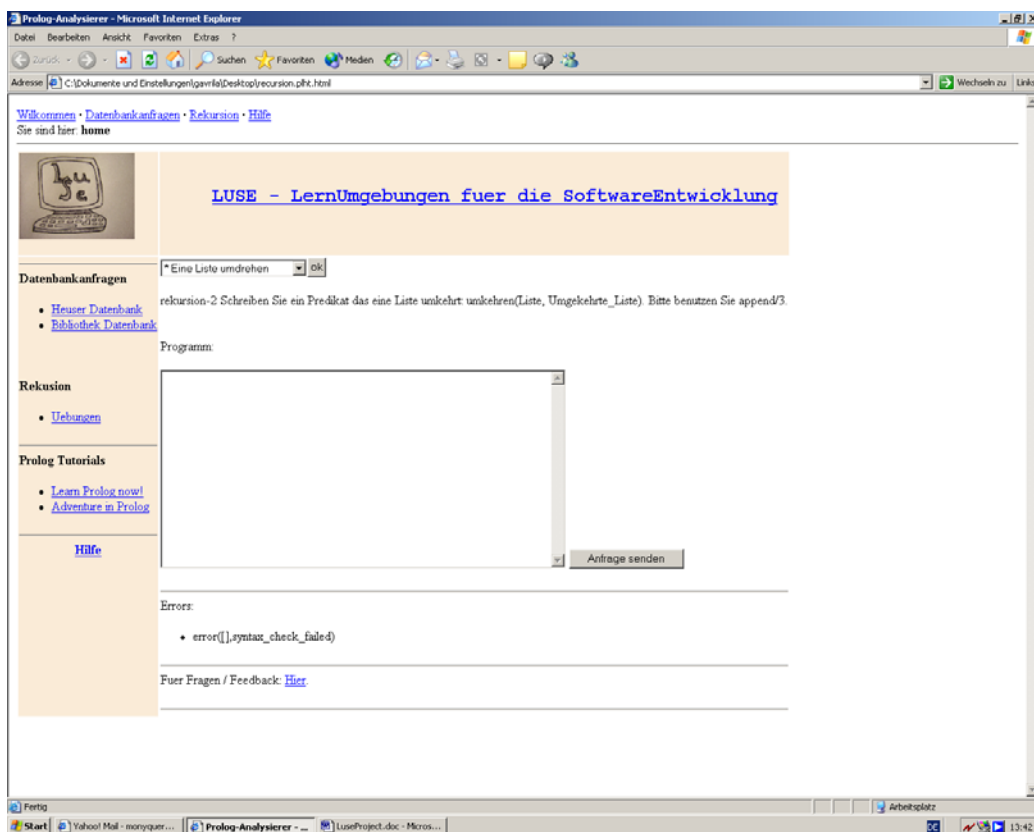 Prolog-Analysierer - Microsoft Internet Explorer
Datei Bearbeiten Ansicht Favoriten Extras ?
Zurück Suchen Favoriten Medien
Adresse C:\Dokumente und Einstellungen\gavrila\Desktop\recursion.plht.html Wechseln zu Links
Wilkommen · Datenbankanfragen · Rekursion · Hilfe
Sie sind hier: home
Luse
LUSE - LernUmgebungen fuer die SoftwareEntwicklung
* Eine Liste umdrehen ok
Datenbankanfragen
rekursion-2 Schreiben Sie ein Predikat das eine Liste umkehrt: umkehren(Liste, Umgekehrte_Liste). Bitte benutzen Sie append/3.
• Heuser Datenbank
• Bibliothek Datenbank
Programm:
Rekusion
• Uebungen
Prolog Tutorials
• Learn Prolog now!
• Adventure in Prolog
Hilfe
Anfrage senden
Errors:
• error([],syntax_check_failed)
Fuer Fragen / Feedback: Hier.
Fertig Arbeitsplatz
Start Yahoo! Mail - monyquer... Prolog-Analysierer - ... LuseProject.doc - Micros... DE 13:42